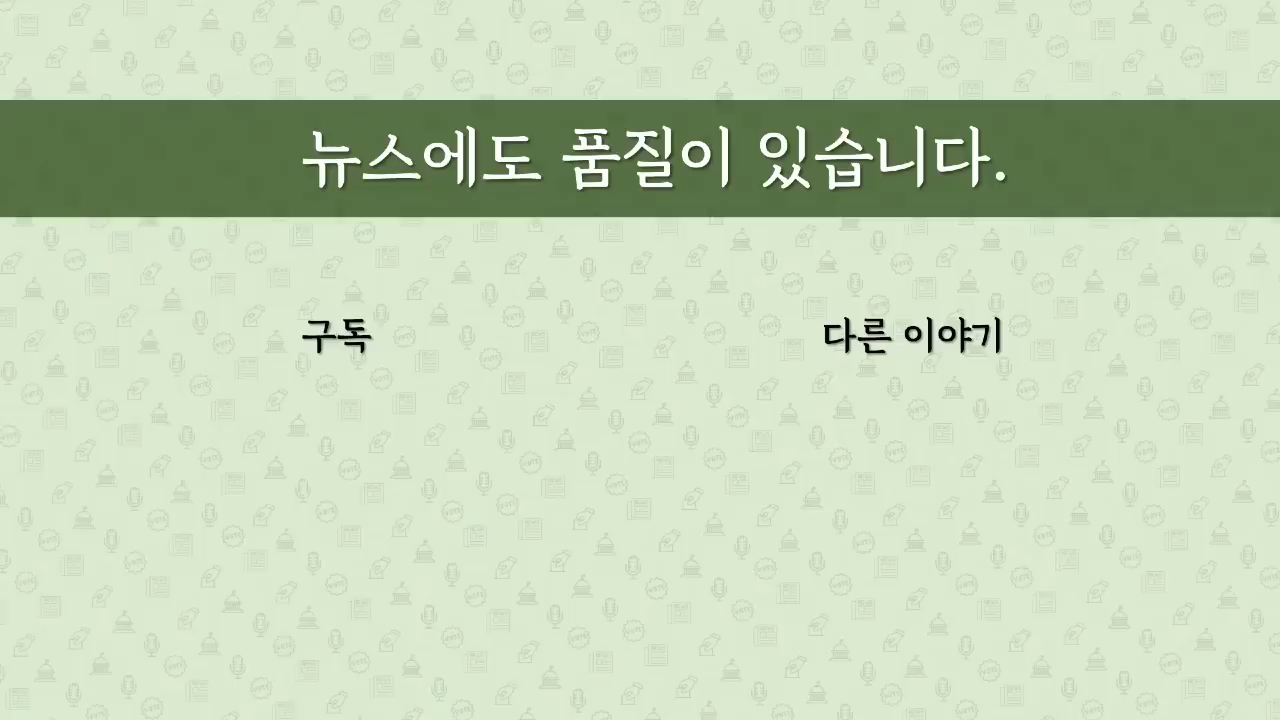 뉴스에도 품질이 있습니다.
구독
다른 이야기